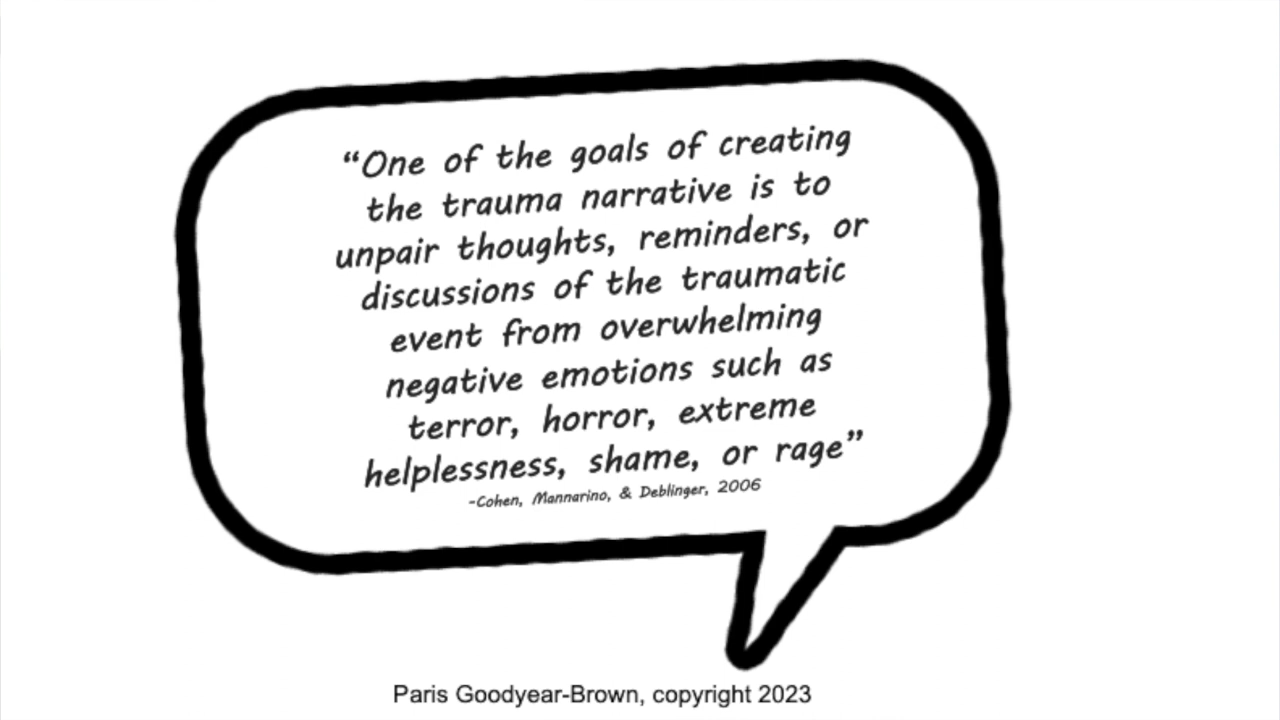 “One of the goals of creating
the trauma narrative is to
unpair thoughts, reminders, or
discussions of the traumatic
event from overwhelming
negative emotions such as
terror, horror, extreme
helplessness, shame, or rage”
-Cohen, Mannarino, & Deblinger, 2006
Paris Goodyear-Brown, copyright 2023